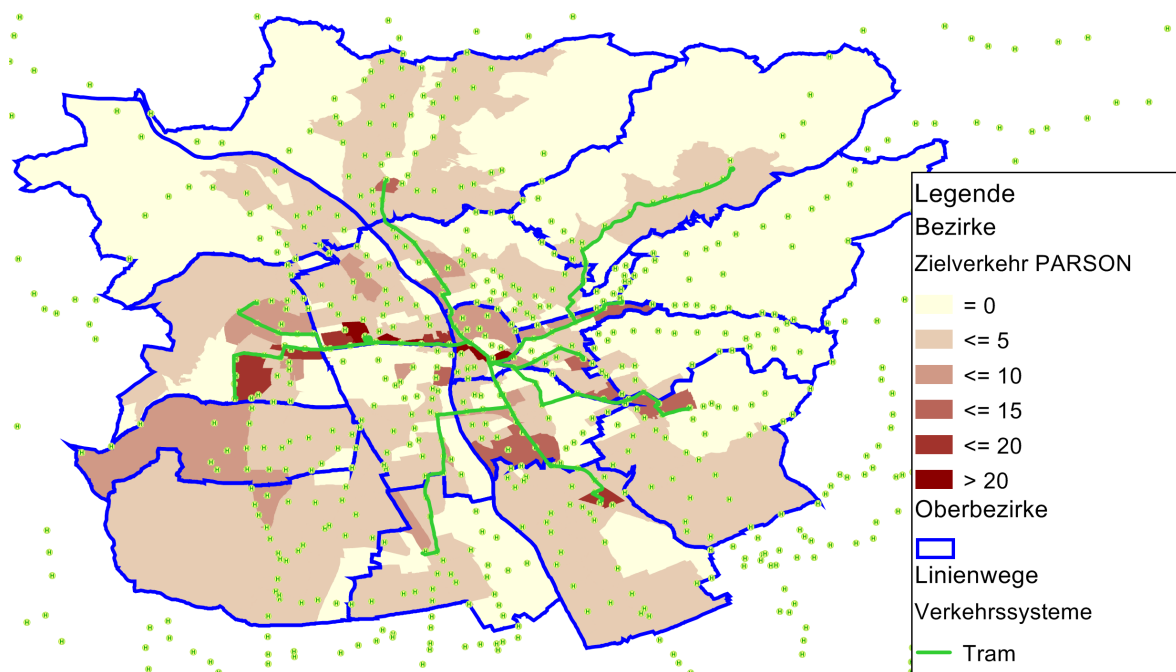 Legende
Bezirke
Zielverkehr PARSON
= 0
<= 5
<= 10
<= 15
<= 20
> 20
Oberbezirke
Linienwege
Verkehrssysteme
Tram